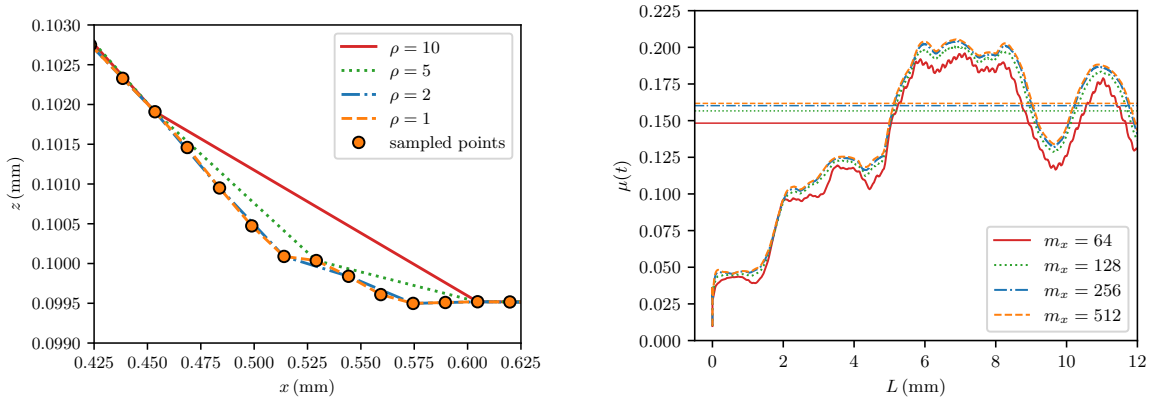 0.1030
0.1025
0.1020
0.1015
0.1010
0.1005
0.1000
0.0995
0.0990
z (mm)
0.425 0.450 0.475 0.500 0.525 0.550 0.575 0.600 0.625
x (mm)
ρ = 10
ρ = 5
ρ = 2
ρ = 1
sampled points
0.225
0.200
0.175
0.150
0.125
0.100
0.075
0.050
0.025
0.000
μ(t)
0 2 4 6 8 10 12
L (mm)
mₓ = 64
mₓ = 128
mₓ = 256
mₓ = 512